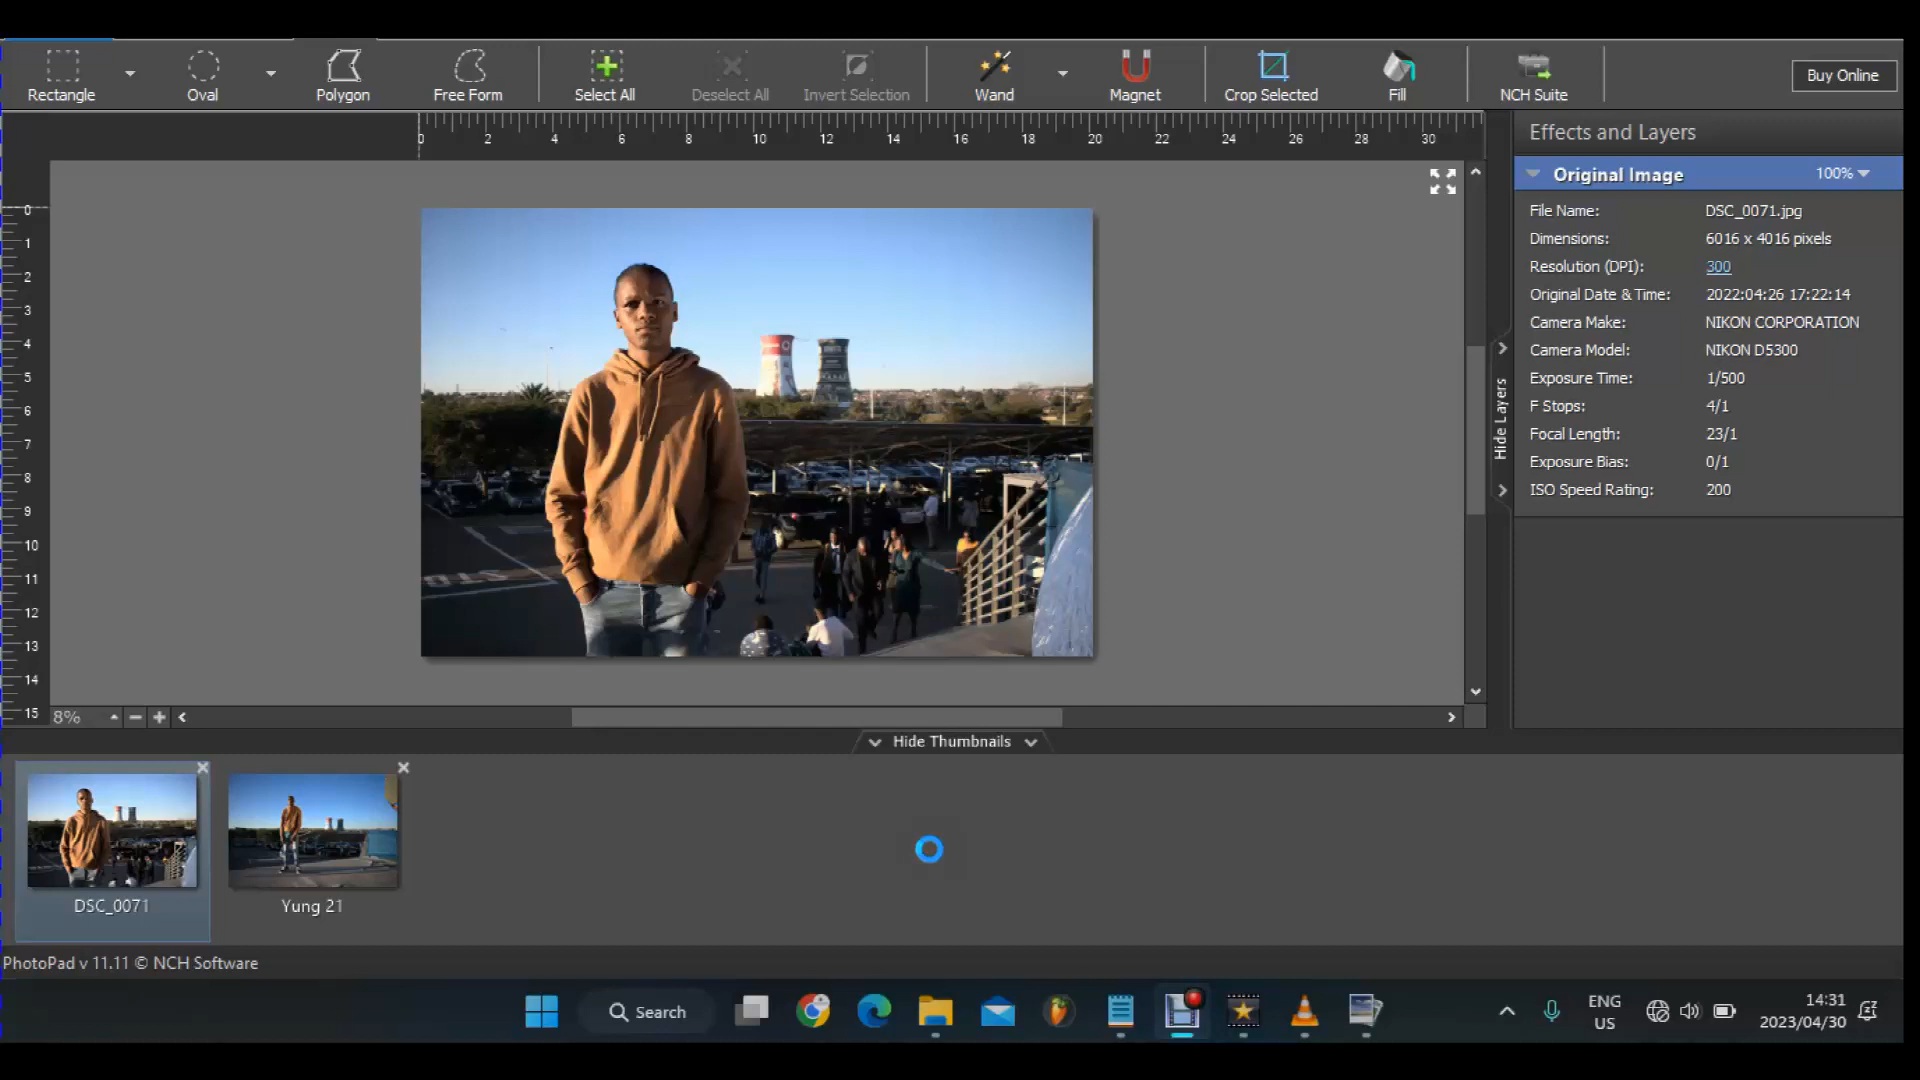 Rectangle Oval Polygon Free Form Select All Deselect All Invert Selection Wand Magnet Crop Selected Fill NCH Suite Buy Online
0 2 4 6 8 10 12 14 16 18 20 22 24 26 28 30
Effects and Layers
Original Image 100%
File Name: DSC_0071.jpg
Dimensions: 6016 x 4016 pixels
Resolution (DPI): 300
Original Date & Time: 2022:04:26 17:22:14
Camera Make: NIKON CORPORATION
Camera Model: NIKON D5300
Exposure Time: 1/500
F Stops: 4/1
Focal Length: 23/1
Exposure Bias: 0/1
ISO Speed Rating: 200
Hide Layers
0
1
2
3
4
5
6
7
8
9
10
11
12
13
14
15
8%
Hide Thumbnails
DSC_0071
Yung 21
PhotoPad v 11.11 © NCH Software
Search
ENG
US
14:31
2023/04/30